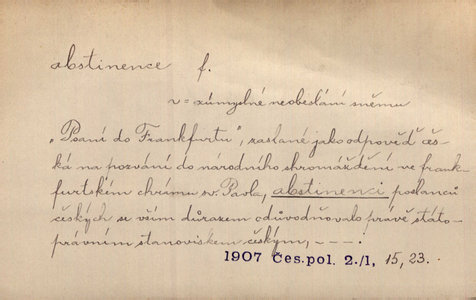 abstinence f.
v = zúmyslné neobeslání sněmu
„Psaní do Frankfurtu", zaslané jako odpověď čes-
ká na pozvání do národního shromáždění ve frank-
furtském chrámu sv. Pavla, abstinenci poslanců
českých se vším důrazem odůvodňovalo právě státo-
právním stanoviskem českým, – – –.
1907 Čes. pol. 2./1, 15, 23.